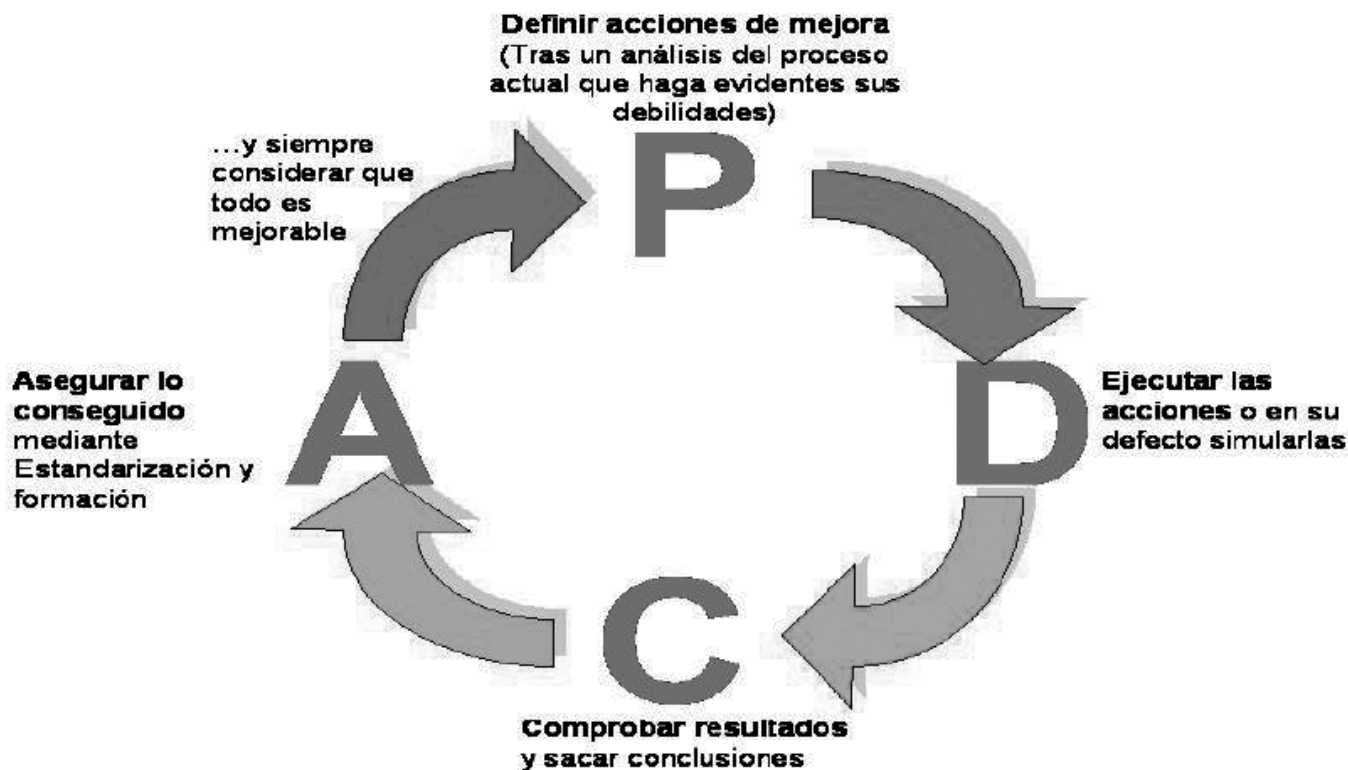 Definir acciones de mejora
(Tras un análisis del proceso
actual que haga evidentes sus
debilidades)
P
...y siempre
considerar que
todo es
mejorable
D
Ejecutar las
acciones o en su
defecto simularlas
C
Comprobar resultados
y sacar conclusiones
A
Asegurar lo
conseguido
mediante
Estandarización y
formación